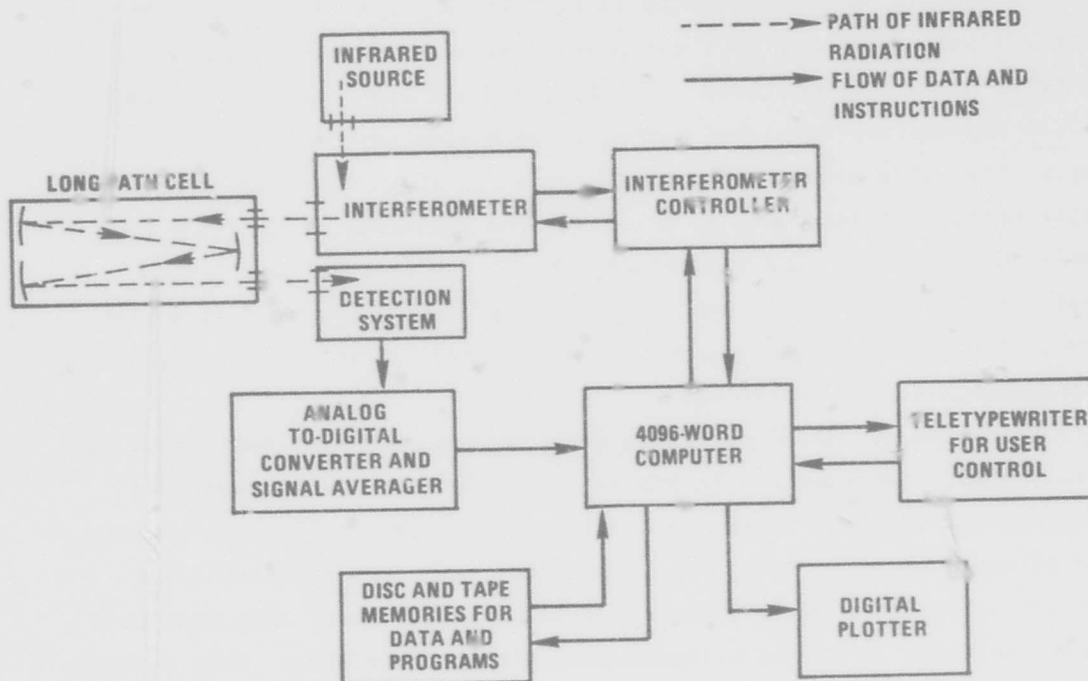 PATH OF INFRARED
RADIATION
FLOW OF DATA AND
INSTRUCTIONS
INFRARED
SOURCE
LONG PATH CELL
INTERFEROMETER
INTERFEROMETER
CONTROLLER
DETECTION
SYSTEM
ANALOG
TO-DIGITAL
CONVERTER AND
SIGNAL AVERAGER
4096-WORD
COMPUTER
TELETYPEWRITER
FOR USER
CONTROL
DISC AND TAPE
MEMORIES FOR
DATA AND
PROGRAMS
DIGITAL
PLOTTER